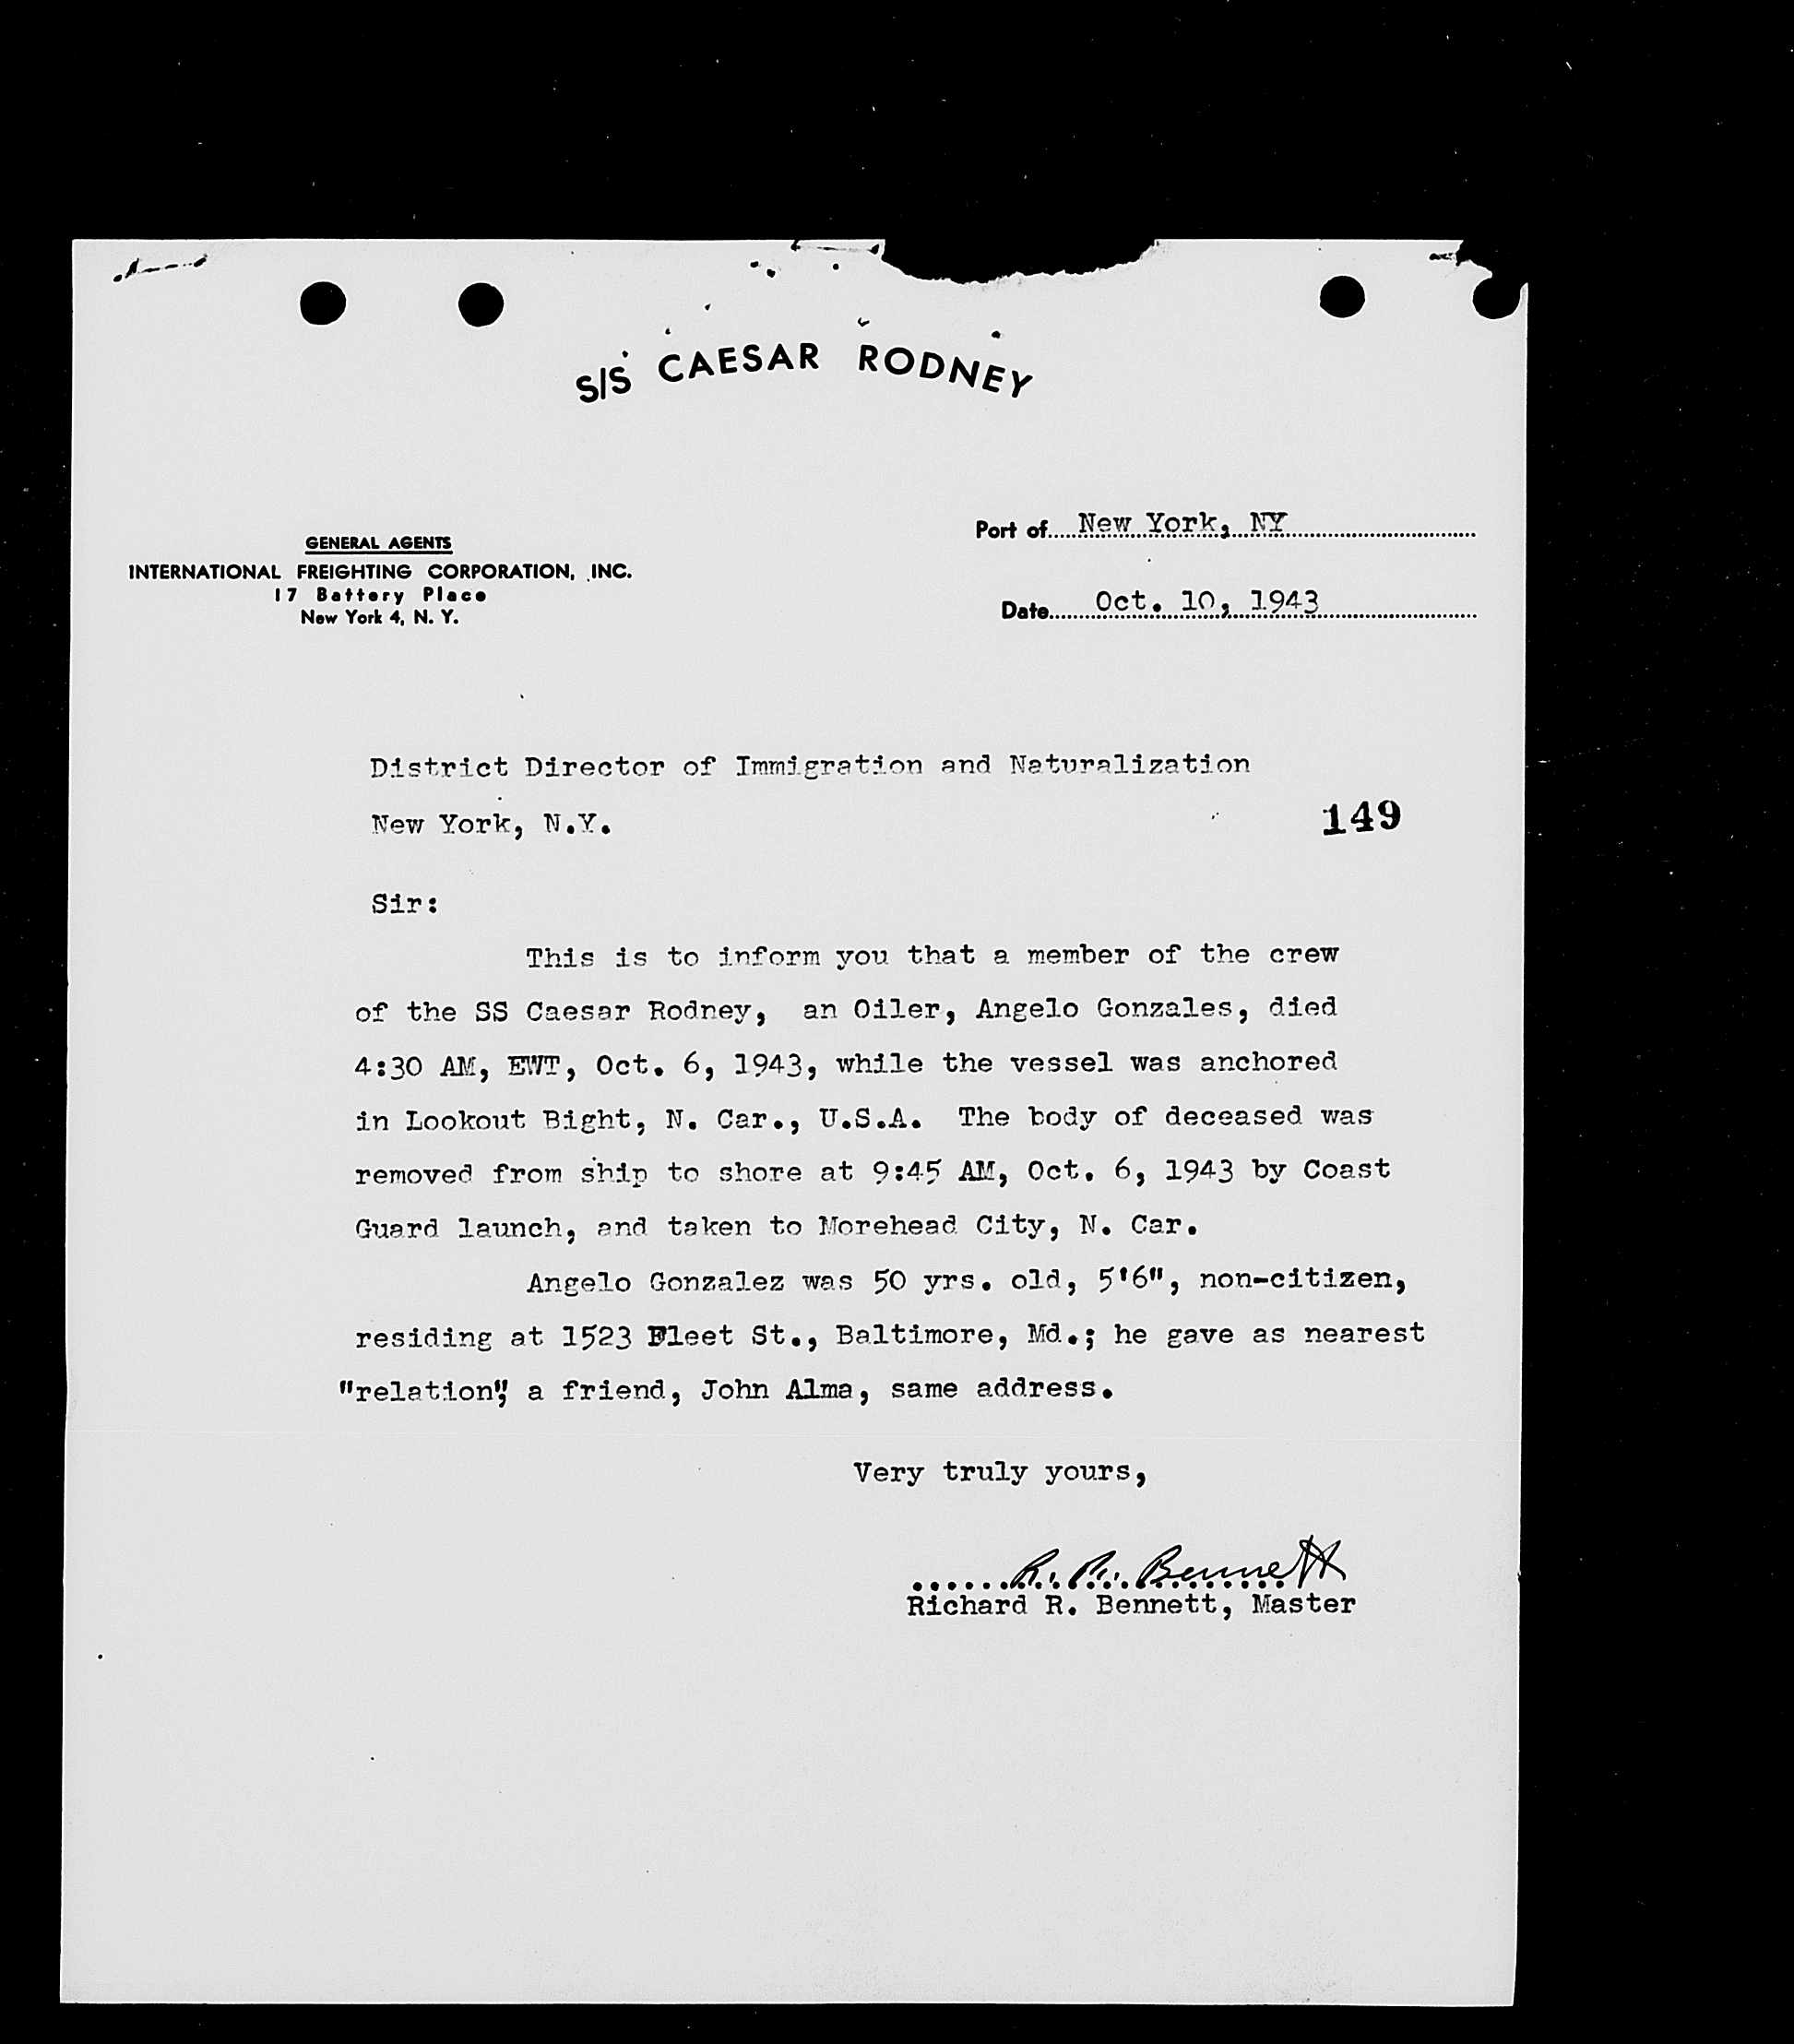 S/S CAESAR RODNEY
GENERAL AGENTS
INTERNATIONAL FREIGHTING CORPORATION, INC.
17 Battery Place
New York 4, N. Y.
Port of New York, NY
Date Oct. 10, 1943
District Director of Immigration and Naturalization
New York, N.Y.
149
Sir:
This is to inform you that a member of the crew
of the SS Caesar Rodney, an Oiler, Angelo Gonzales, died
4:30 AM, EWT, Oct. 6, 1943, while the vessel was anchored
in Lookout Bight, N. Car., U.S.A. The body of deceased was
removed from ship to shore at 9:45 AM, Oct. 6, 1943 by Coast
Guard launch, and taken to Morehead City, N. Car.
Angelo Gonzalez was 50 yrs. old, 5'6", non-citizen,
residing at 1523 Fleet St., Baltimore, Md.; he gave as nearest
"relation", a friend, John Alma, same address.
Very truly yours,
R. R. Bennett
Richard R. Bennett, Master